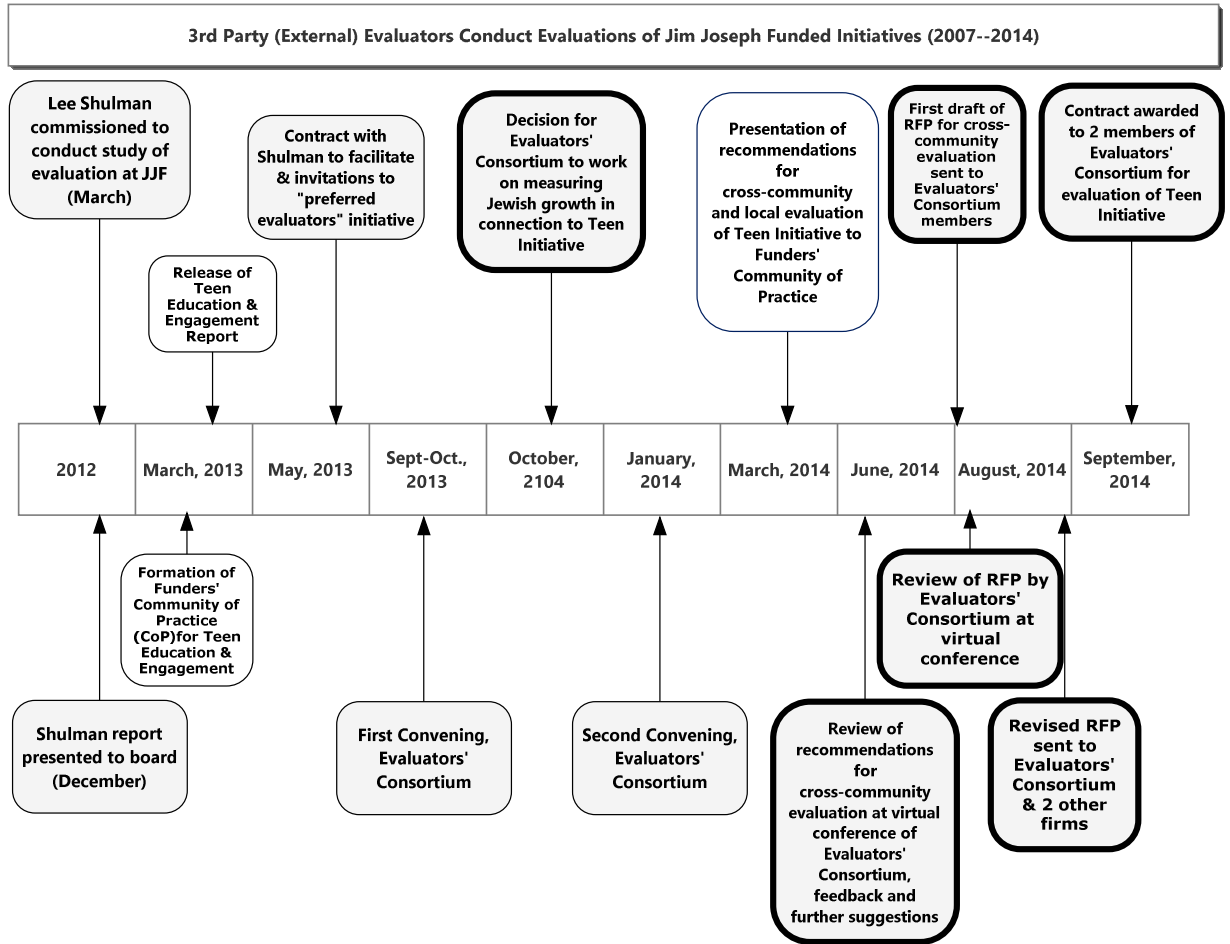 3rd Party (External) Evaluators Conduct Evaluations of Jim Joseph Funded Initiatives (2007--2014)
Lee Shulman
commissioned to
conduct study of
evaluation at JJF
(March)
Release of
Teen
Education &
Engagement
Report
Contract with
Shulman to facilitate
& invitations to
"preferred
evaluators" initiative
Decision for
Evaluators'
Consortium to work
on measuring
Jewish growth in
connection to Teen
Initiative
Presentation of
recommendations
for
cross-community
and local evaluation
of Teen Initiative to
Funders'
Community of
Practice
First draft of
RFP for cross-
community
evaluation
sent to
Evaluators'
Consortium
members
Contract awarded
to 2 members of
Evaluators'
Consortium for
evaluation of Teen
Initiative
2012
March, 2013
May, 2013
Sept-Oct.,
2013
October,
2104
January,
2014
March, 2014
June, 2014
August, 2014
September,
2014
Formation of
Funders'
Community of
Practice
(CoP)for Teen
Education &
Engagement
Shulman report
presented to board
(December)
First Convening,
Evaluators'
Consortium
Second Convening,
Evaluators'
Consortium
Review of
recommendations
for
cross-community
evaluation at virtual
conference of
Evaluators'
Consortium,
feedback and
further suggestions
Review of RFP by
Evaluators'
Consortium at
virtual
conference
Revised RFP
sent to
Evaluators'
Consortium
& 2 other
firms